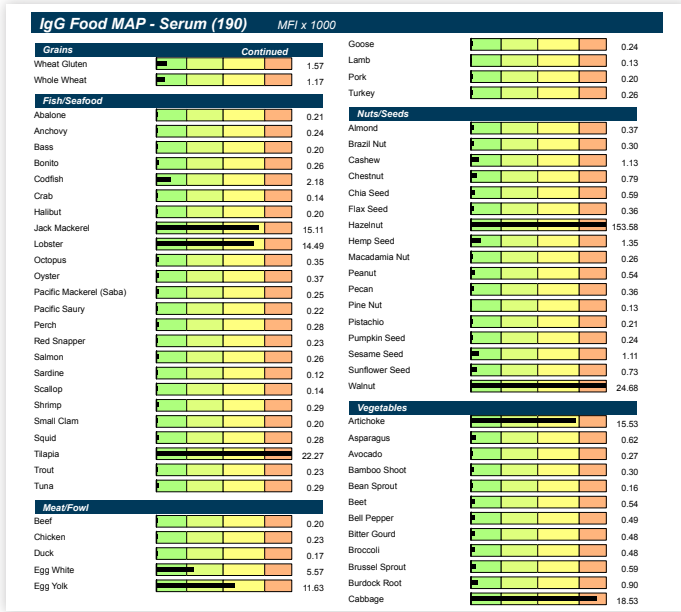 IgG Food MAP - Serum (190) MFI x 1000
Grains Continued
Wheat Gluten 1.57
Whole Wheat 1.17
Fish/Seafood
Abalone 0.21
Anchovy 0.24
Bass 0.20
Bonito 0.26
Codfish 2.18
Crab 0.14
Halibut 0.20
Jack Mackerel 15.11
Lobster 14.49
Octopus 0.35
Oyster 0.37
Pacific Mackerel (Saba) 0.25
Pacific Saury 0.22
Perch 0.28
Red Snapper 0.23
Salmon 0.26
Sardine 0.12
Scallop 0.14
Shrimp 0.29
Small Clam 0.20
Squid 0.28
Tilapia 22.27
Trout 0.23
Tuna 0.29
Meat/Fowl
Beef 0.20
Chicken 0.23
Duck 0.17
Egg White 5.57
Egg Yolk 11.63
Goose 0.24
Lamb 0.13
Pork 0.20
Turkey 0.26
Nuts/Seeds
Almond 0.37
Brazil Nut 0.30
Cashew 1.13
Chestnut 0.79
Chia Seed 0.59
Flax Seed 0.36
Hazelnut 153.58
Hemp Seed 1.35
Macadamia Nut 0.26
Peanut 0.54
Pecan 0.36
Pine Nut 0.13
Pistachio 0.21
Pumpkin Seed 0.24
Sesame Seed 1.11
Sunflower Seed 0.73
Walnut 24.68
Vegetables
Artichoke 15.53
Asparagus 0.62
Avocado 0.27
Bamboo Shoot 0.30
Bean Sprout 0.16
Beet 0.54
Bell Pepper 0.49
Bitter Gourd 0.48
Broccoli 0.48
Brussel Sprout 0.59
Burdock Root 0.90
Cabbage 18.53